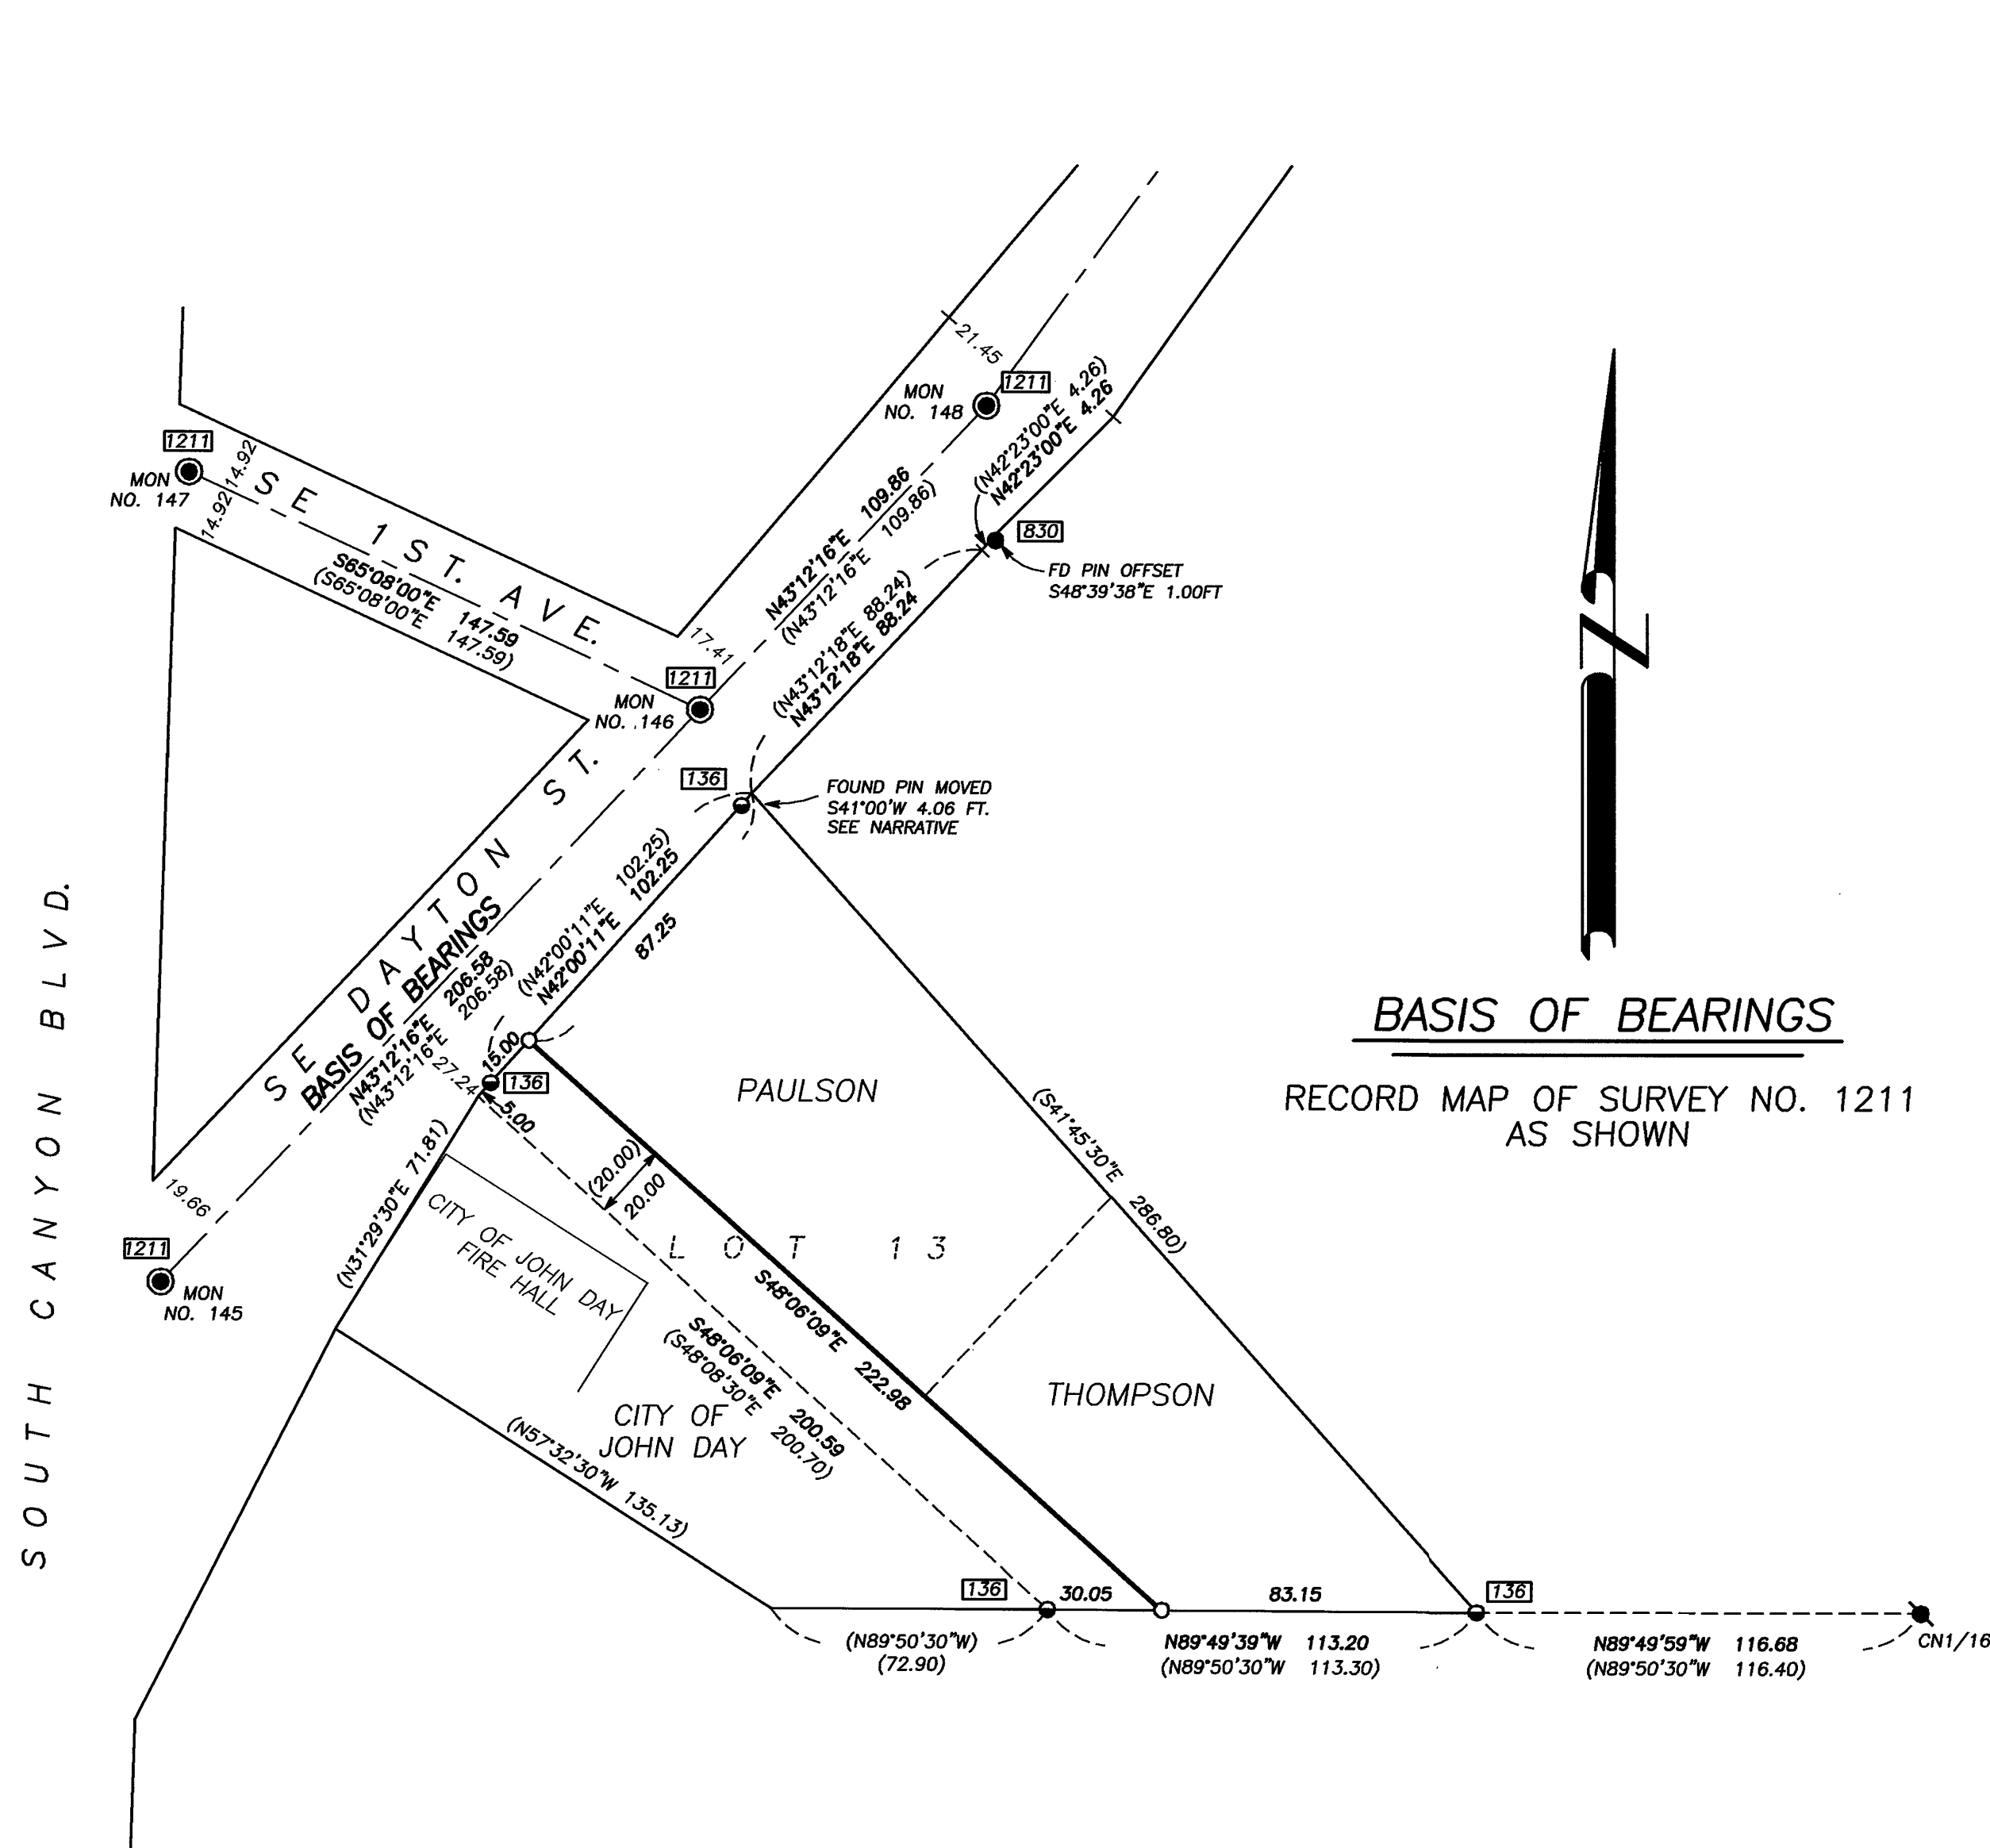 21.45
1211
MON
NO. 148
(N42°23'00"E 4.26)
N42°23'00"E 4.26
1211
MON
NO. 147
14.92
14.92
SE 1ST. AVE.
S65°08'00"E 147.59
(S65°08'00"E 147.59)
N43°12'16"E 109.86
(N43°12'16"E 109.86)
830
FD PIN OFFSET
S48°39'38"E 1.00FT
(N43°12'18"E 88.24)
N43°12'18"E 88.24
17.41
1211
MON
NO. 146
136
FOUND PIN MOVED
S41°00'W 4.06 FT.
SEE NARRATIVE
SE DAYTON ST.
BASIS OF BEARINGS
N43°12'16"E 206.58
(N43°12'16"E 206.58)
(N42°00'11"E 102.25)
N42°00'11"E 102.25
87.25
15.00
27.24
136
5.00
PAULSON
(S41°45'30"E 286.80)
BASIS OF BEARINGS
RECORD MAP OF SURVEY NO. 1211
AS SHOWN
SOUTH CANYON BLVD.
19.66
1211
MON
NO. 145
(N31°29'30"E 71.81)
(20.00)
20.00
CITY OF JOHN DAY
FIRE HALL
LOT 13
S48°06'09"E 222.98
S48°06'09"E 200.59
(S48°08'30"E 200.70)
THOMPSON
CITY OF
JOHN DAY
(N57°32'30"W 135.13)
136
30.05
83.15
136
(N89°50'30"W)
(72.90)
N89°49'39"W 113.20
(N89°50'30"W 113.30)
N89°49'59"W 116.68
(N89°50'30"W 116.40)
CN1/16
N